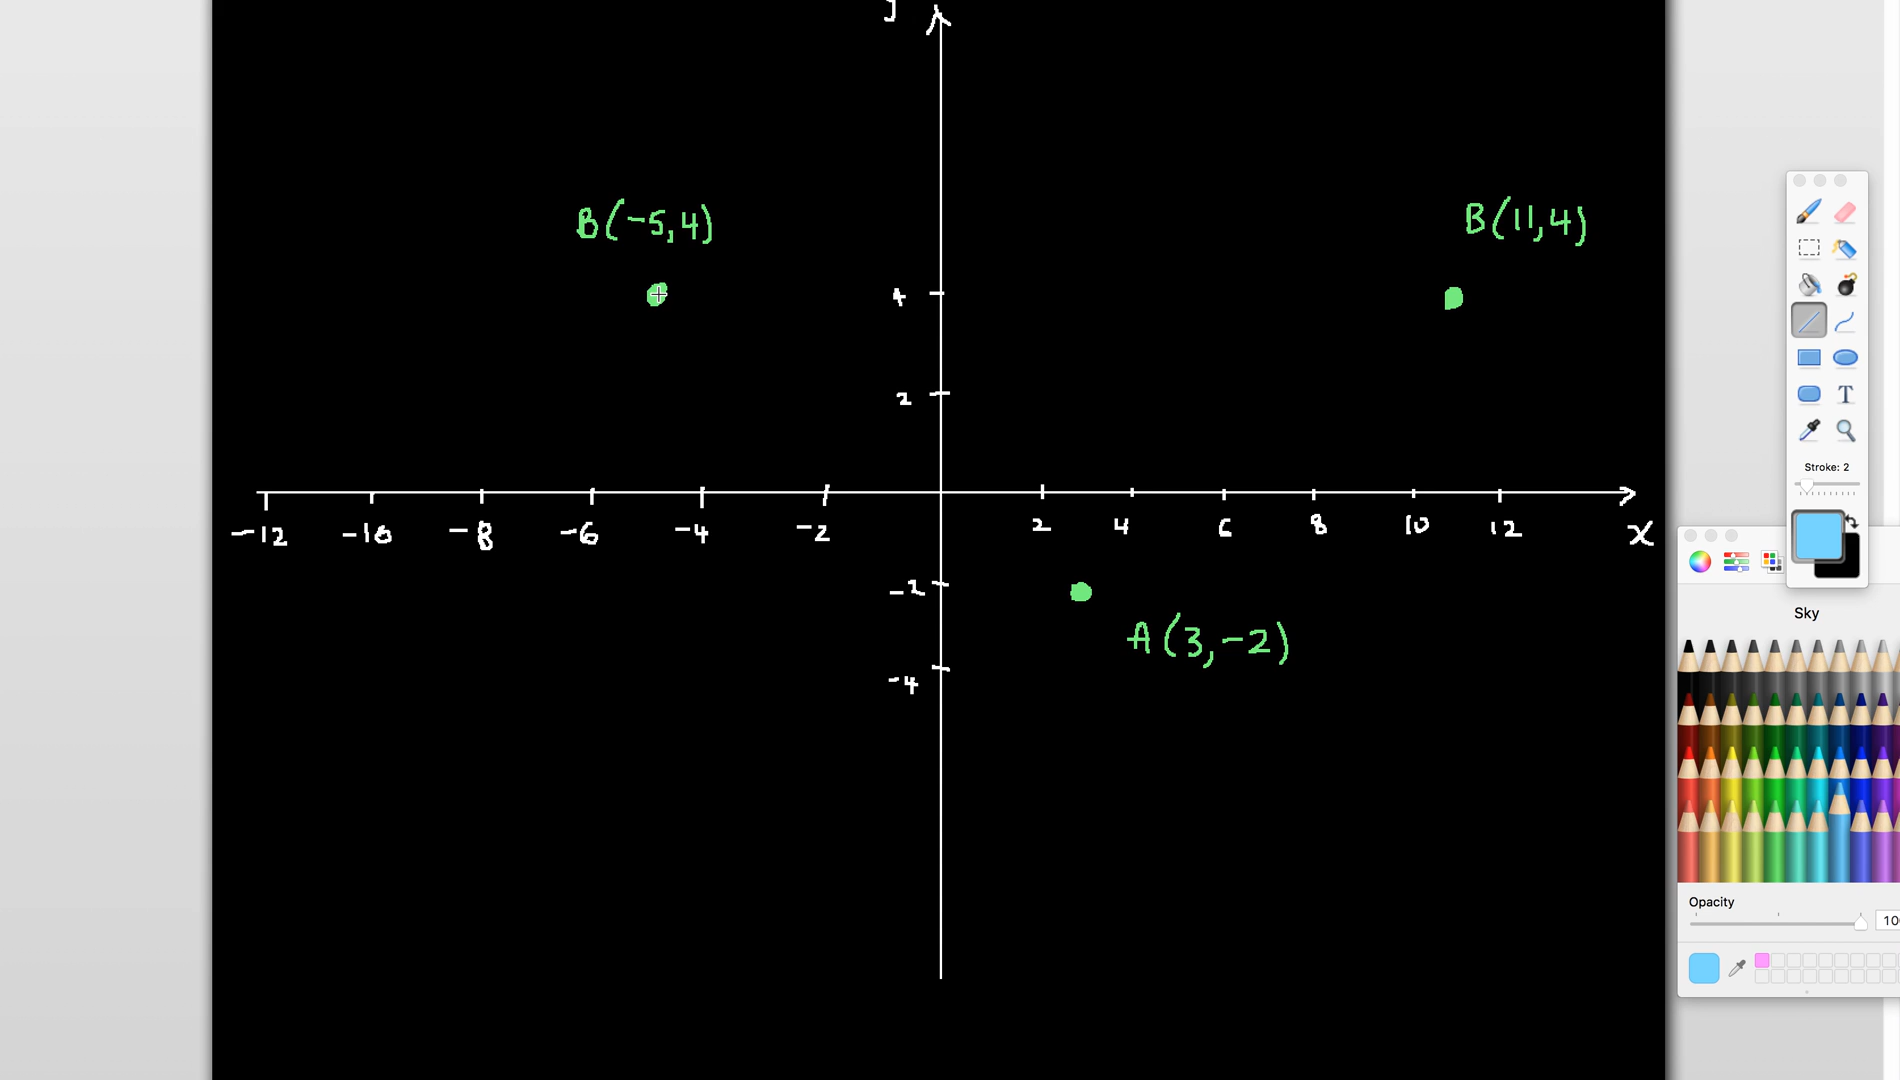 y
B(-5,4)
B(11,4)
4
2
-12 -10 -8 -6 -4 -2 2 4 6 8 10 12 x
-2
A(3,-2)
-4
T
Stroke: 2
Sky
Opacity
10